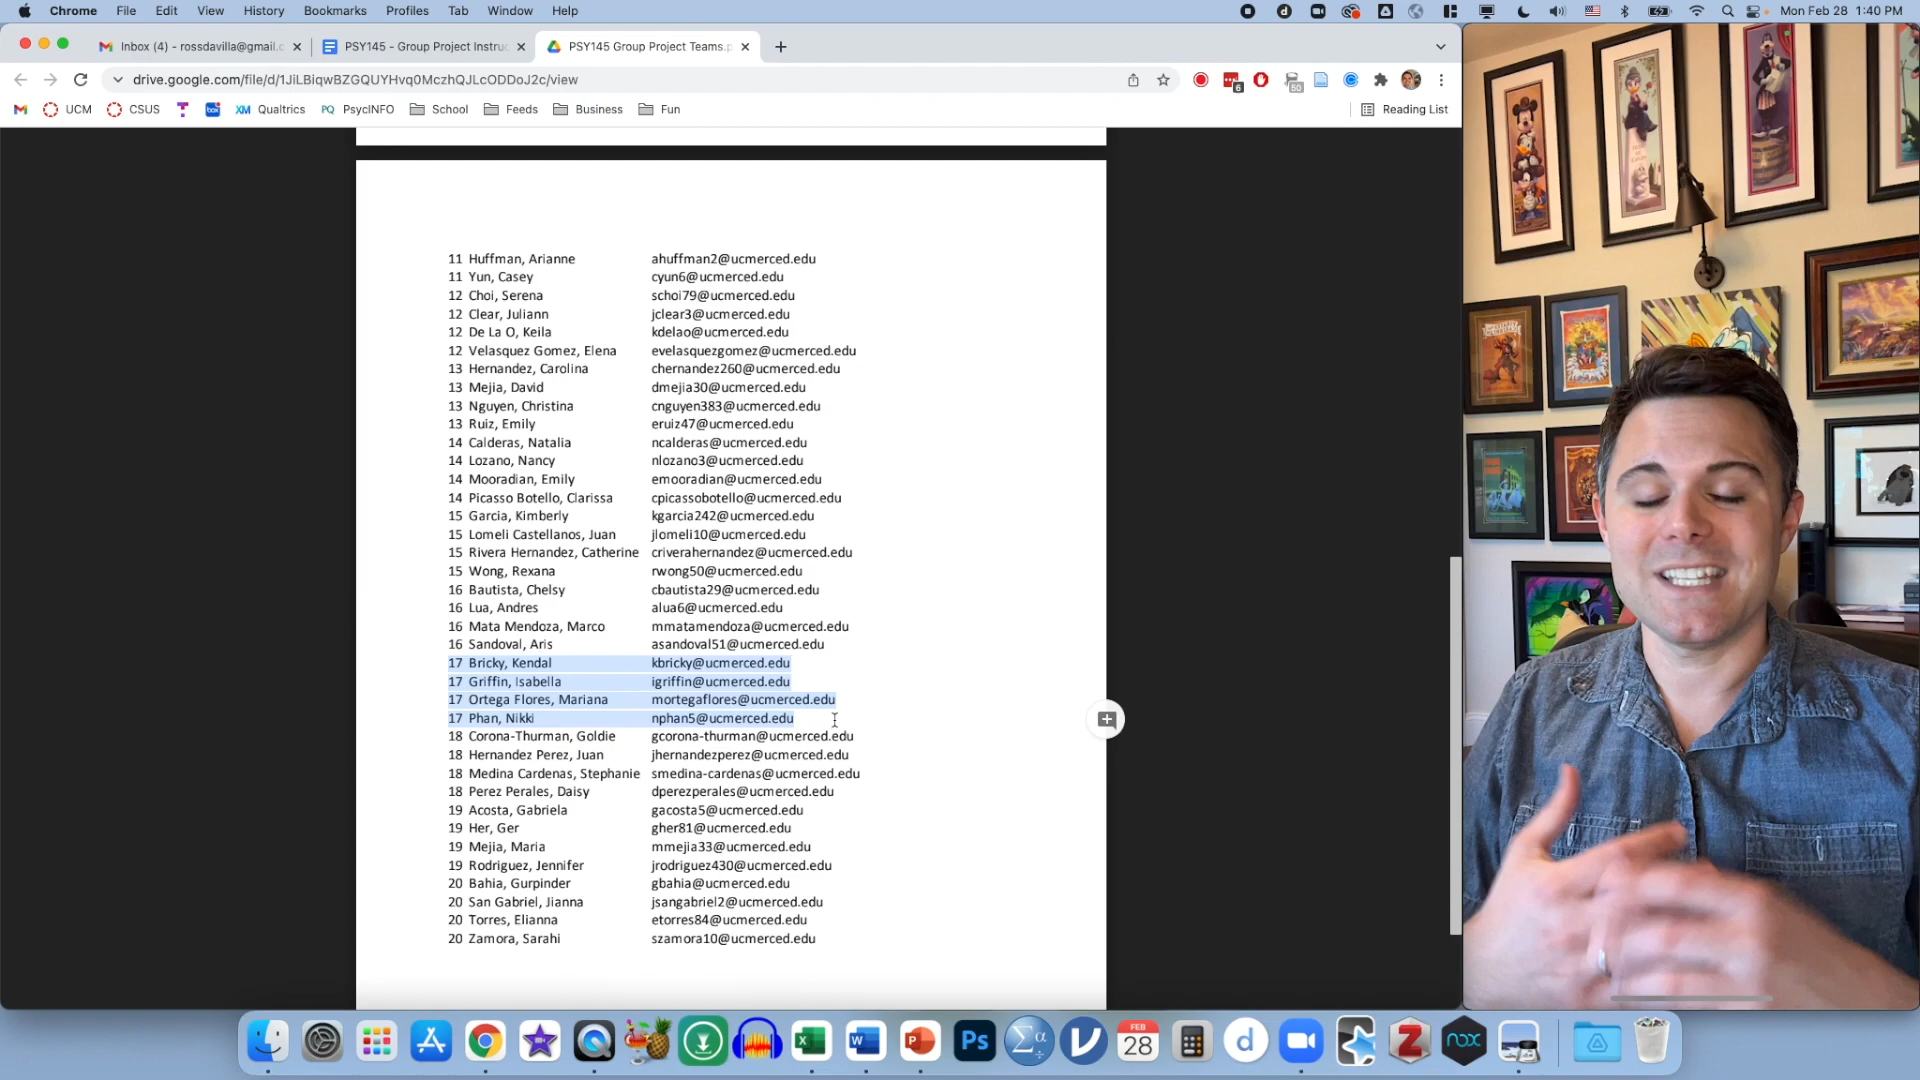 Chrome File Edit View History Bookmarks Profiles Tab Window Help
Mon Feb 28 1:40 PM
Inbox (4) - rossdavilla@gmail.c
PSY145 - Group Project Instruc
PSY145 Group Project Teams.p
drive.google.com/file/d/1JiLBiqwBZGQUYHvq0MczhQJLcODDoJ2c/view
6
50
UCM CSUS box XM Qualtrics PQ PsycINFO School Feeds Business Fun Reading List
11 Huffman, Arianne ahuffman2@ucmerced.edu
11 Yun, Casey cyun6@ucmerced.edu
12 Choi, Serena schoi79@ucmerced.edu
12 Clear, Juliann jclear3@ucmerced.edu
12 De La O, Keila kdelao@ucmerced.edu
12 Velasquez Gomez, Elena evelasquezgomez@ucmerced.edu
13 Hernandez, Carolina chernandez260@ucmerced.edu
13 Mejia, David dmejia30@ucmerced.edu
13 Nguyen, Christina cnguyen383@ucmerced.edu
13 Ruiz, Emily eruiz47@ucmerced.edu
14 Calderas, Natalia ncalderas@ucmerced.edu
14 Lozano, Nancy nlozano3@ucmerced.edu
14 Mooradian, Emily emooradian@ucmerced.edu
14 Picasso Botello, Clarissa cpicassobotello@ucmerced.edu
15 Garcia, Kimberly kgarcia242@ucmerced.edu
15 Lomeli Castellanos, Juan jlomeli10@ucmerced.edu
15 Rivera Hernandez, Catherine criverahernandez@ucmerced.edu
15 Wong, Rexana rwong50@ucmerced.edu
16 Bautista, Chelsy cbautista29@ucmerced.edu
16 Lua, Andres alua6@ucmerced.edu
16 Mata Mendoza, Marco mmatamendoza@ucmerced.edu
16 Sandoval, Aris asandoval51@ucmerced.edu
17 Bricky, Kendal kbricky@ucmerced.edu
17 Griffin, Isabella igriffin@ucmerced.edu
17 Ortega Flores, Mariana mortegaflores@ucmerced.edu
17 Phan, Nikki nphan5@ucmerced.edu
18 Corona-Thurman, Goldie gcorona-thurman@ucmerced.edu
18 Hernandez Perez, Juan jhernandezperez@ucmerced.edu
18 Medina Cardenas, Stephanie smedina-cardenas@ucmerced.edu
18 Perez Perales, Daisy dperezperales@ucmerced.edu
19 Acosta, Gabriela gacosta5@ucmerced.edu
19 Her, Ger gher81@ucmerced.edu
19 Mejia, Maria mmejia33@ucmerced.edu
19 Rodriguez, Jennifer jrodriguez430@ucmerced.edu
20 Bahia, Gurpinder gbahia@ucmerced.edu
20 San Gabriel, Jianna jsangabriel2@ucmerced.edu
20 Torres, Elianna etorres84@ucmerced.edu
20 Zamora, Sarahi szamora10@ucmerced.edu
X W P Ps Σα FEB 28 d Z nox